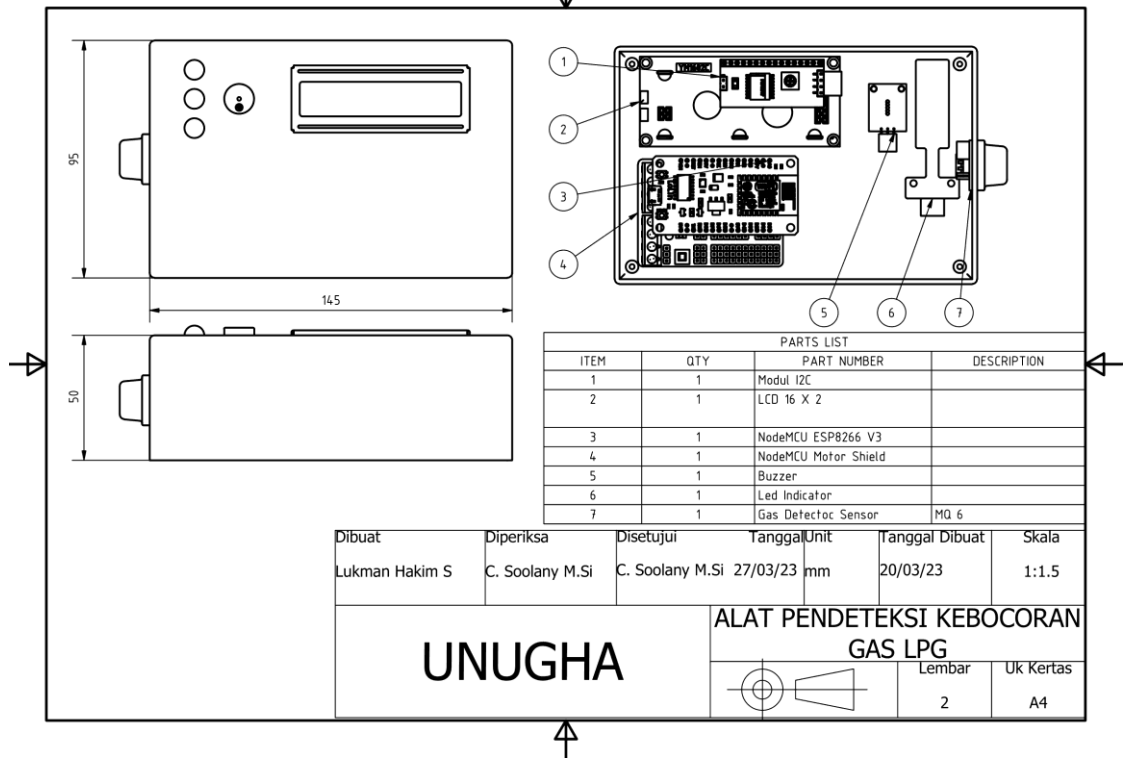 95
145
50
1
2
3
4
5
6
7
PARTS LIST
ITEM QTY PART NUMBER DESCRIPTION
1 1 Modul I2C
2 1 LCD 16 X 2
3 1 NodeMCU ESP8266 V3
4 1 NodeMCU Motor Shield
5 1 Buzzer
6 1 Led Indicator
7 1 Gas Detectoc Sensor MQ 6
Dibuat Diperiksa Disetujui Tanggal Unit Tanggal Dibuat Skala
Lukman Hakim S C. Soolany M.Si C. Soolany M.Si 27/03/23 mm 20/03/23 1:1.5
UNUGHA
ALAT PENDETEKSI KEBOCORAN
GAS LPG
Lembar Uk Kertas
2 A4